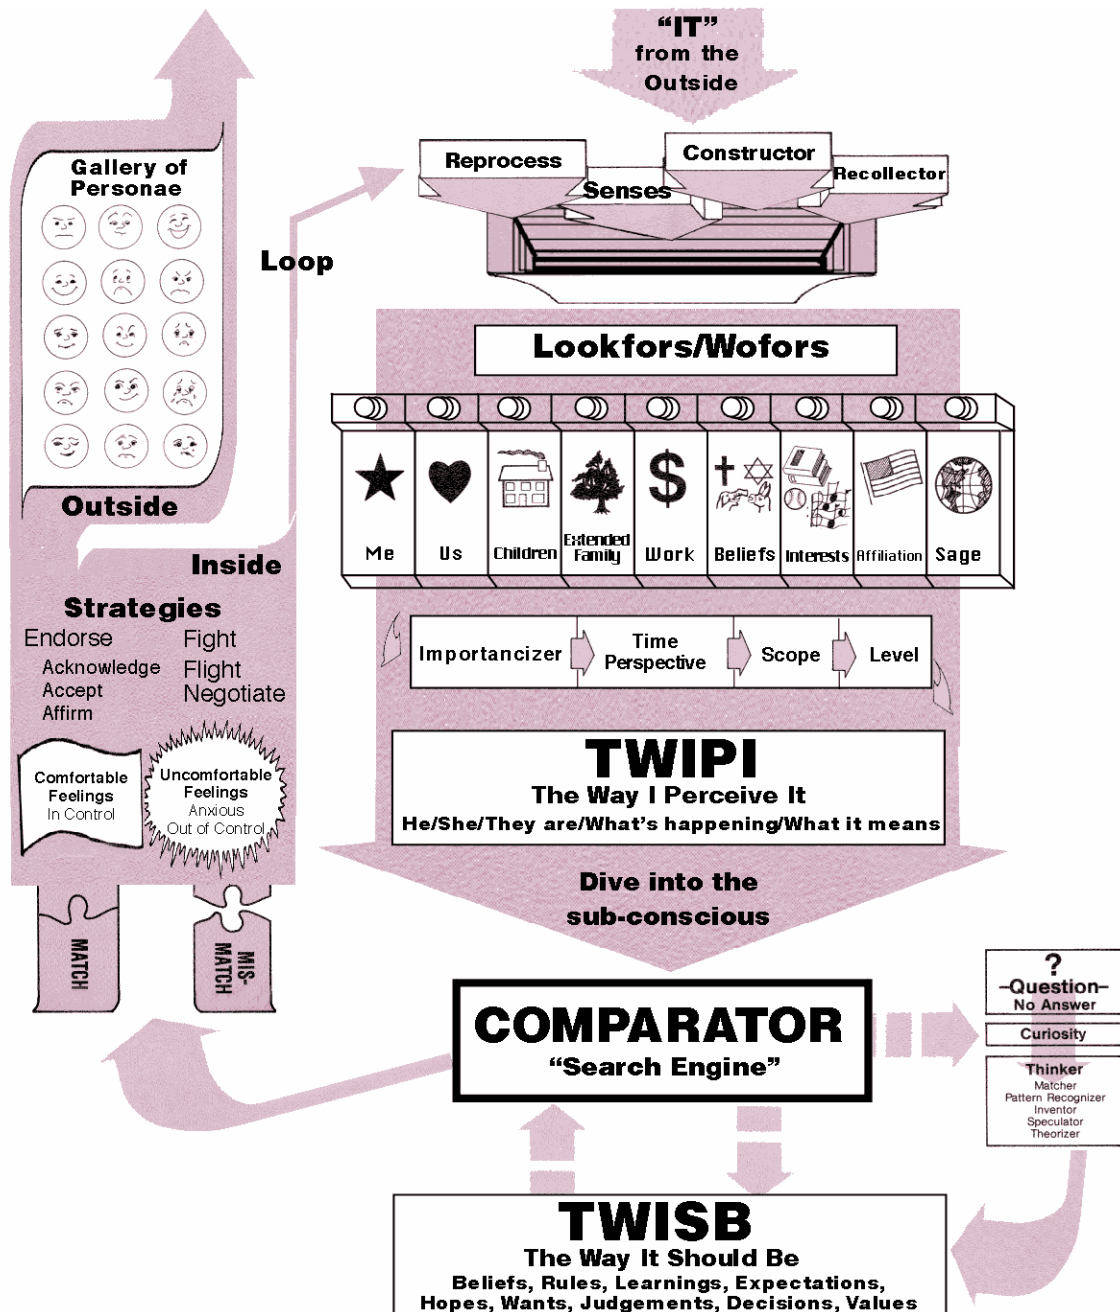 “IT”
from the
Outside
Reprocess
Senses
Constructor
Recollector
Gallery of
Personae
Loop
Outside
Inside
Strategies
Endorse
Acknowledge
Accept
Affirm
Fight
Flight
Negotiate
Comfortable
Feelings
In Control
Uncomfortable
Feelings
Anxious
Out of Control
MATCH
MIS-
MATCH
Lookfors/Wofors
Me
Us
Children
Extended
Family
$
Work
Beliefs
Interests
Affiliation
Sage
Importancizer
Time
Perspective
Scope
Level
TWIPI
The Way I Perceive It
He/She/They are/What’s happening/What it means
Dive into the
sub-conscious
COMPARATOR
“Search Engine”
?
–Question–
No Answer
Curiosity
Thinker
Matcher
Pattern Recognizer
Inventor
Speculator
Theorizer
TWISB
The Way It Should Be
Beliefs, Rules, Learnings, Expectations,
Hopes, Wants, Judgements, Decisions, Values